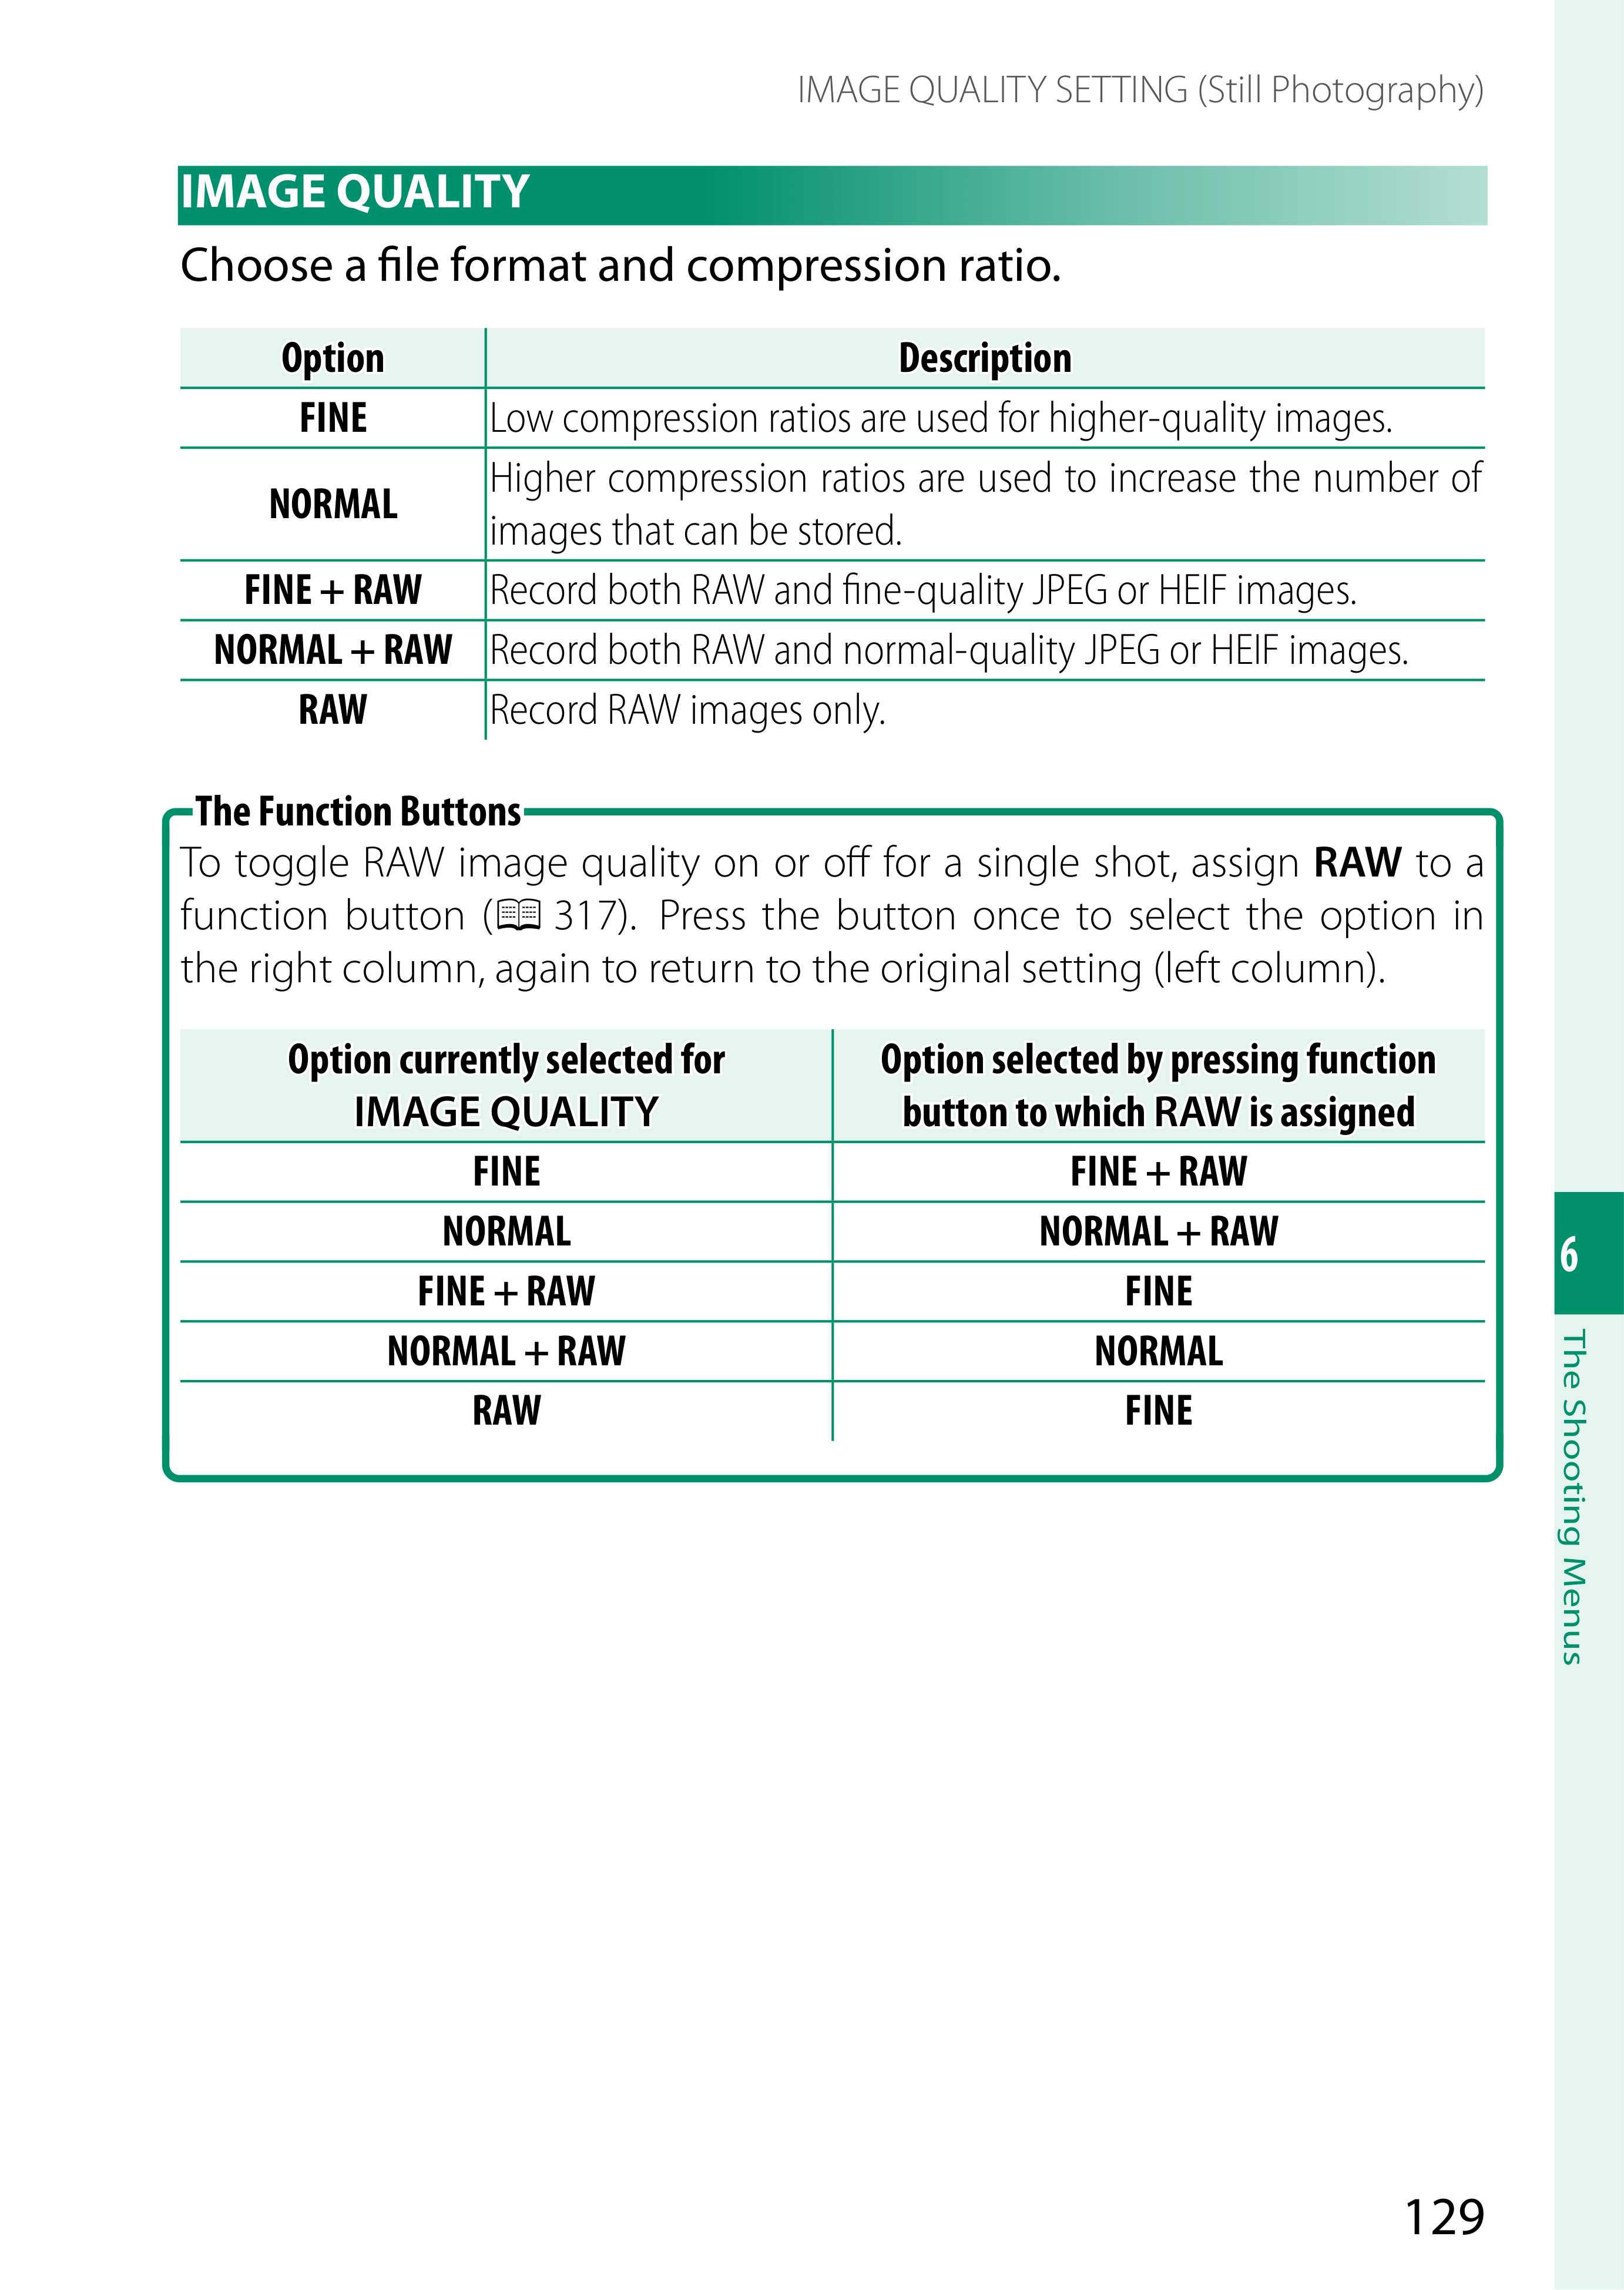 IMAGE QUALITY SETTING (Still Photography)
IMAGE QUALITY
Choose a file format and compression ratio.
Option Description
FINE Low compression ratios are used for higher-quality images.
NORMAL Higher compression ratios are used to increase the number of
images that can be stored.
FINE + RAW Record both RAW and fine-quality JPEG or HEIF images.
NORMAL + RAW Record both RAW and normal-quality JPEG or HEIF images.
RAW Record RAW images only.
The Function Buttons
To toggle RAW image quality on or off for a single shot, assign RAW to a
function button (317). Press the button once to select the option in
the right column, again to return to the original setting (left column).
Option currently selected for
IMAGE QUALITY
Option selected by pressing function
button to which RAW is assigned
FINE FINE + RAW
NORMAL NORMAL + RAW
FINE + RAW FINE
NORMAL + RAW NORMAL
RAW FINE
6
The Shooting Menus
129